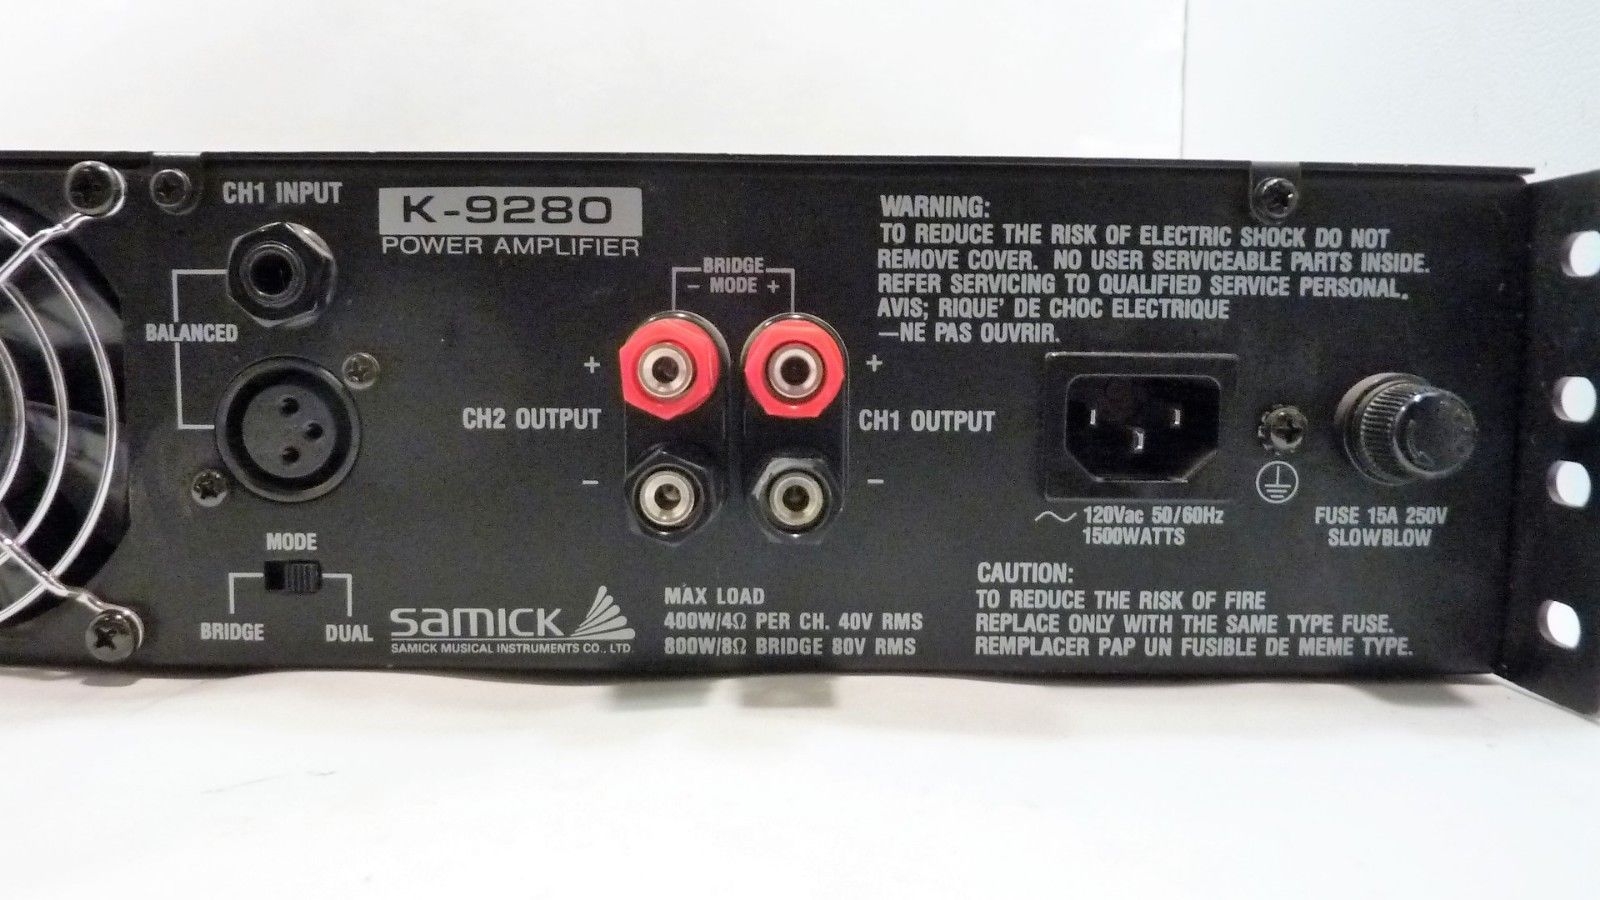 CH1 INPUT
BALANCED
MODE
BRIDGE
DUAL
K-9280
POWER AMPLIFIER
BRIDGE
- MODE +
+
CH2 OUTPUT
-
+
CH1 OUTPUT
-
samick
SAMICK MUSICAL INSTRUMENTS CO., LTD.
MAX LOAD
400W/4Ω PER CH. 40V RMS
800W/8Ω BRIDGE 80V RMS
WARNING:
TO REDUCE THE RISK OF ELECTRIC SHOCK DO NOT
REMOVE COVER. NO USER SERVICEABLE PARTS INSIDE.
REFER SERVICING TO QUALIFIED SERVICE PERSONAL.
AVIS; RIQUE' DE CHOC ELECTRIQUE
—NE PAS OUVRIR.
120Vac 50/60Hz
1500WATTS
FUSE 15A 250V
SLOWBLOW
CAUTION:
TO REDUCE THE RISK OF FIRE
REPLACE ONLY WITH THE SAME TYPE FUSE.
REMPLACER PAP UN FUSIBLE DE MEME TYPE.